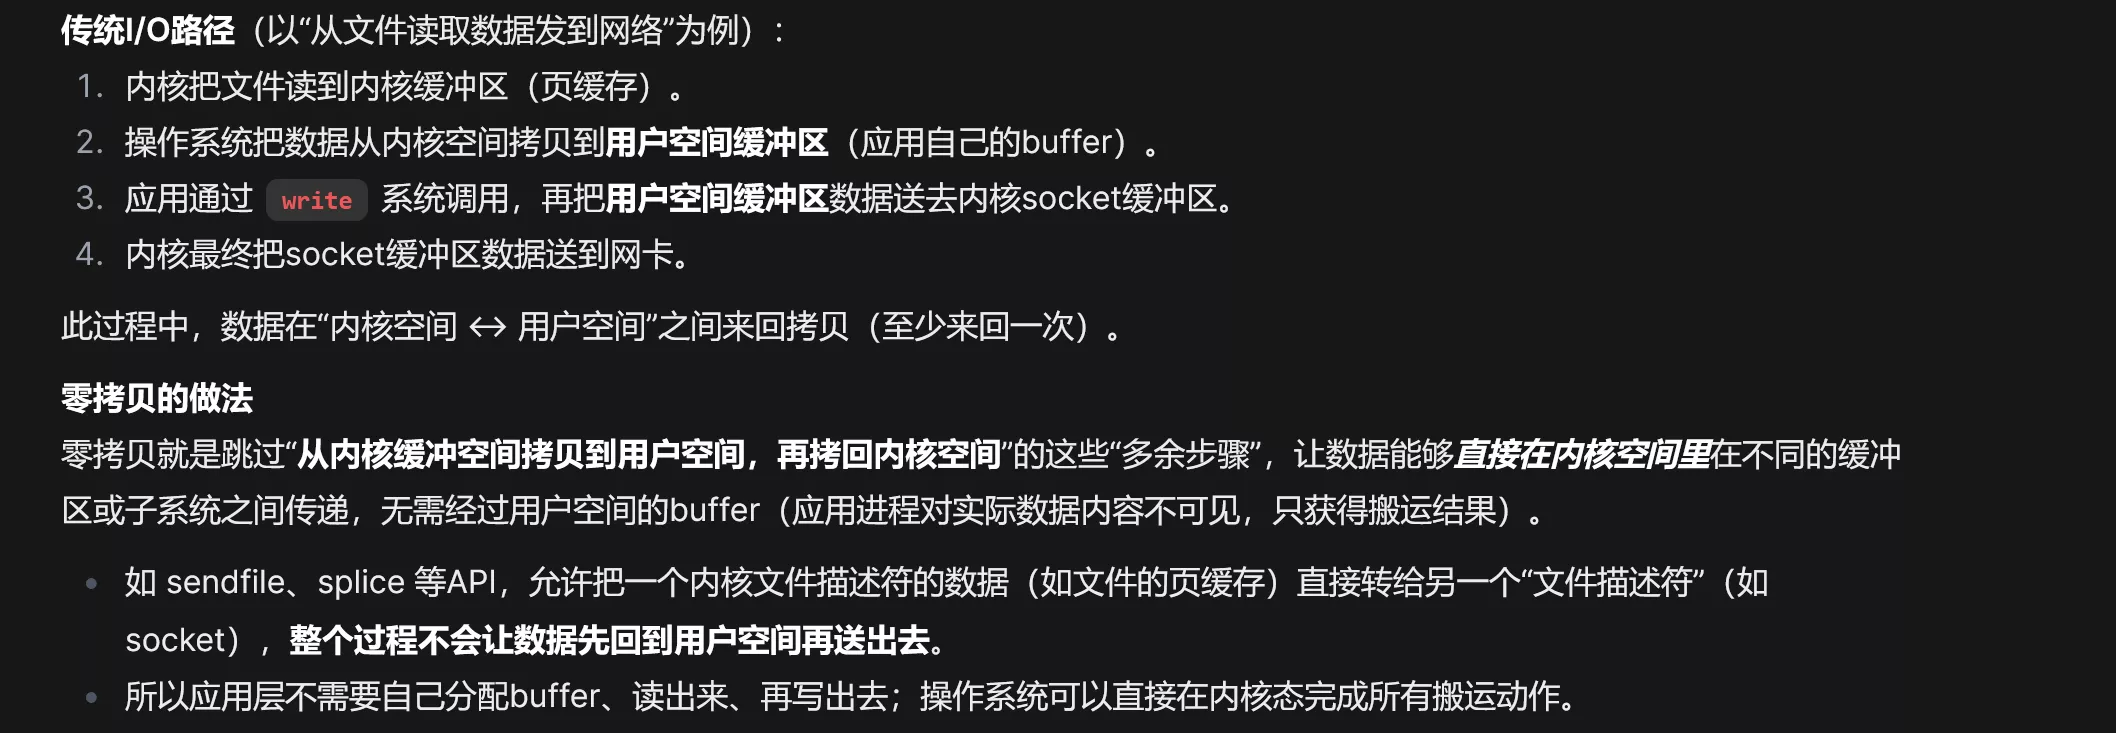 传统I/O路径（以“从文件读取数据发到网络”为例）：
1. 内核把文件读到内核缓冲区（页缓存）。
2. 操作系统把数据从内核空间拷贝到用户空间缓冲区（应用自己的buffer）。
3. 应用通过 write 系统调用，再把用户空间缓冲区数据送去内核socket缓冲区。
4. 内核最终把socket缓冲区数据送到网卡。
此过程中，数据在“内核空间 ↔ 用户空间”之间来回拷贝（至少来回一次）。
零拷贝的做法
零拷贝就是跳过“从内核缓冲空间拷贝到用户空间，再拷回内核空间”的这些“多余步骤”，让数据能够直接在内核空间里在不同的缓冲
区或子系统之间传递，无需经过用户空间的buffer（应用进程对实际数据内容不可见，只获得搬运结果）。
• 如 sendfile、splice 等API，允许把一个内核文件描述符的数据（如文件的页缓存）直接转给另一个“文件描述符”（如
socket），整个过程不会让数据先回到用户空间再送出去。
• 所以应用层不需要自己分配buffer、读出来、再写出去；操作系统可以直接在内核态完成所有搬运动作。